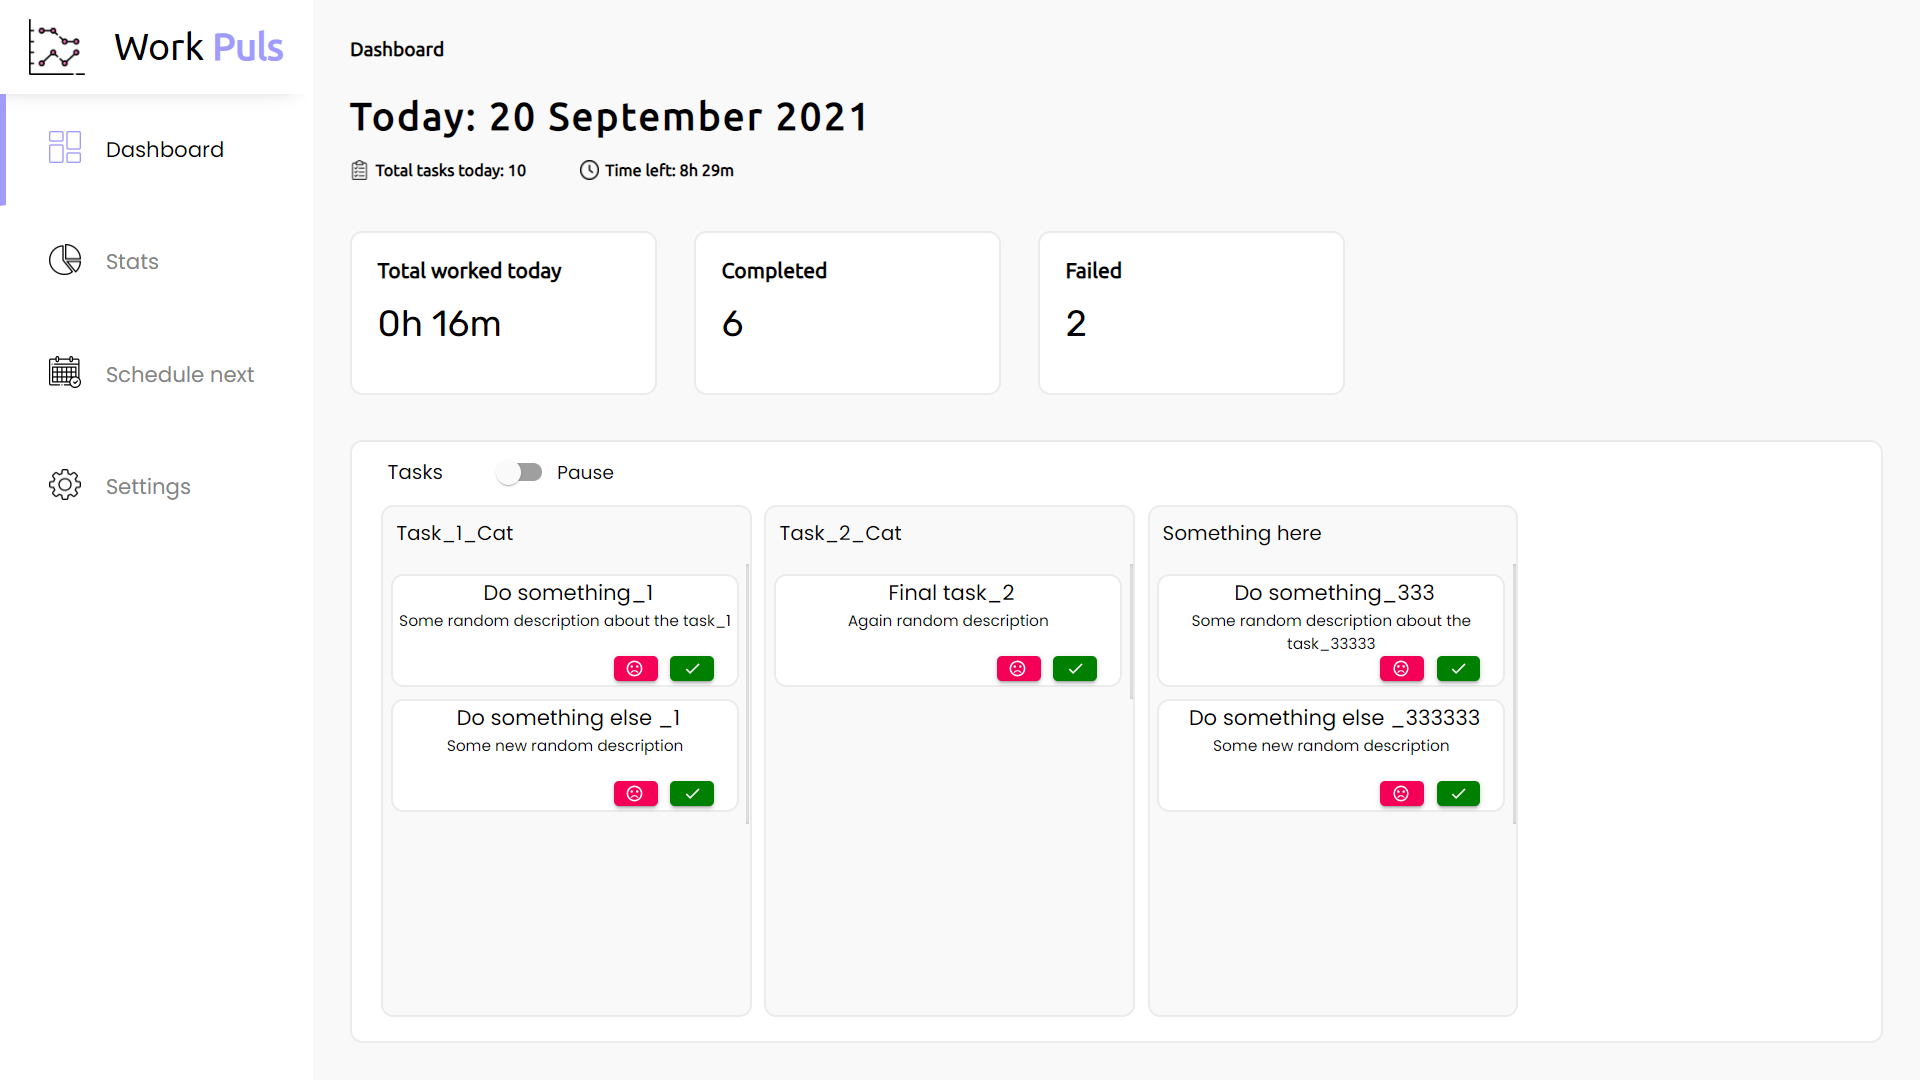 Work Puls
Dashboard
Stats
Schedule next
Settings
Dashboard
Today: 20 September 2021
Total tasks today: 10
Time left: 8h 29m
Total worked today
0h 16m
Completed
6
Failed
2
Tasks
Pause
Task_1_Cat
Do something_1
Some random description about the task_1
Do something else _1
Some new random description
Task_2_Cat
Final task_2
Again random description
Something here
Do something_333
Some random description about the
task_33333
Do something else _333333
Some new random description